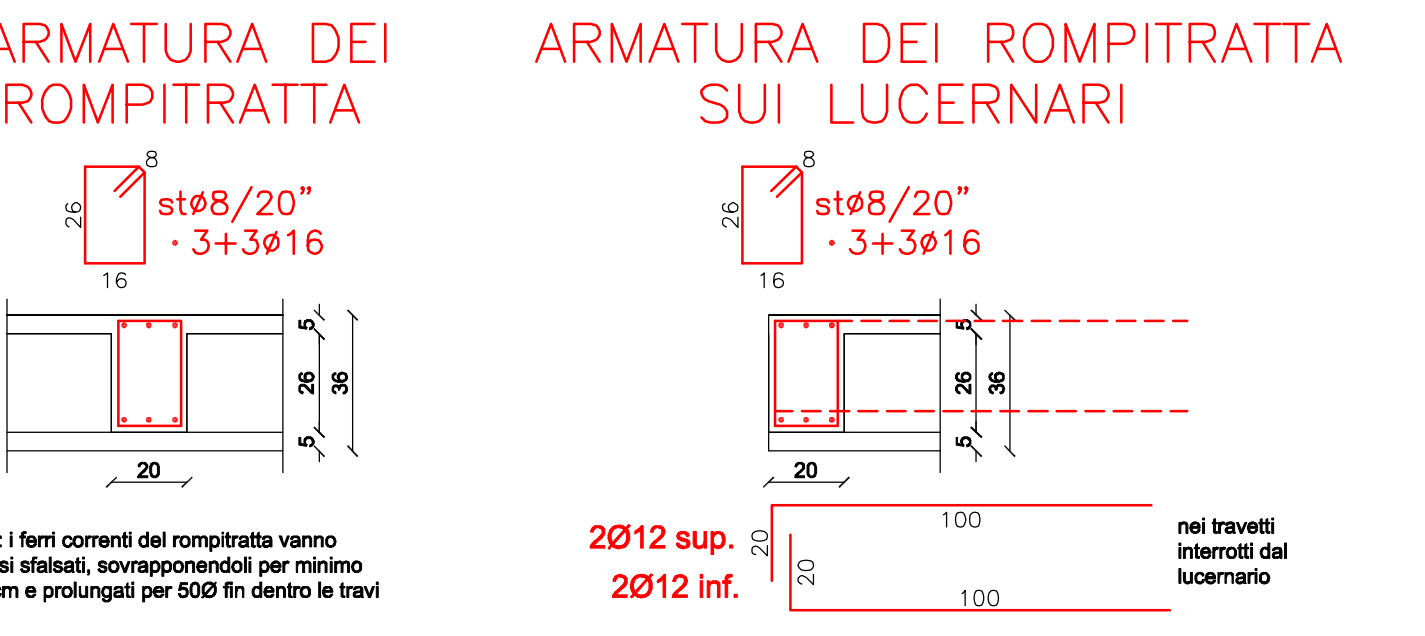 ARMATURA DEI
ROMPITRATTA
8
26
stø8/20”
· 3+3ø16
16
5
26
36
5
20
: i ferri correnti del rompitratta vanno
si sfalsati, sovrapponendoli per minimo
cm e prolungati per 50Ø fin dentro le travi
ARMATURA DEI ROMPITRATTA
SUI LUCERNARI
8
26
stø8/20”
· 3+3ø16
16
5
26
36
5
20
2Ø12 sup.
20
100
2Ø12 inf.
20
100
nei travetti
interrotti dal
lucernario